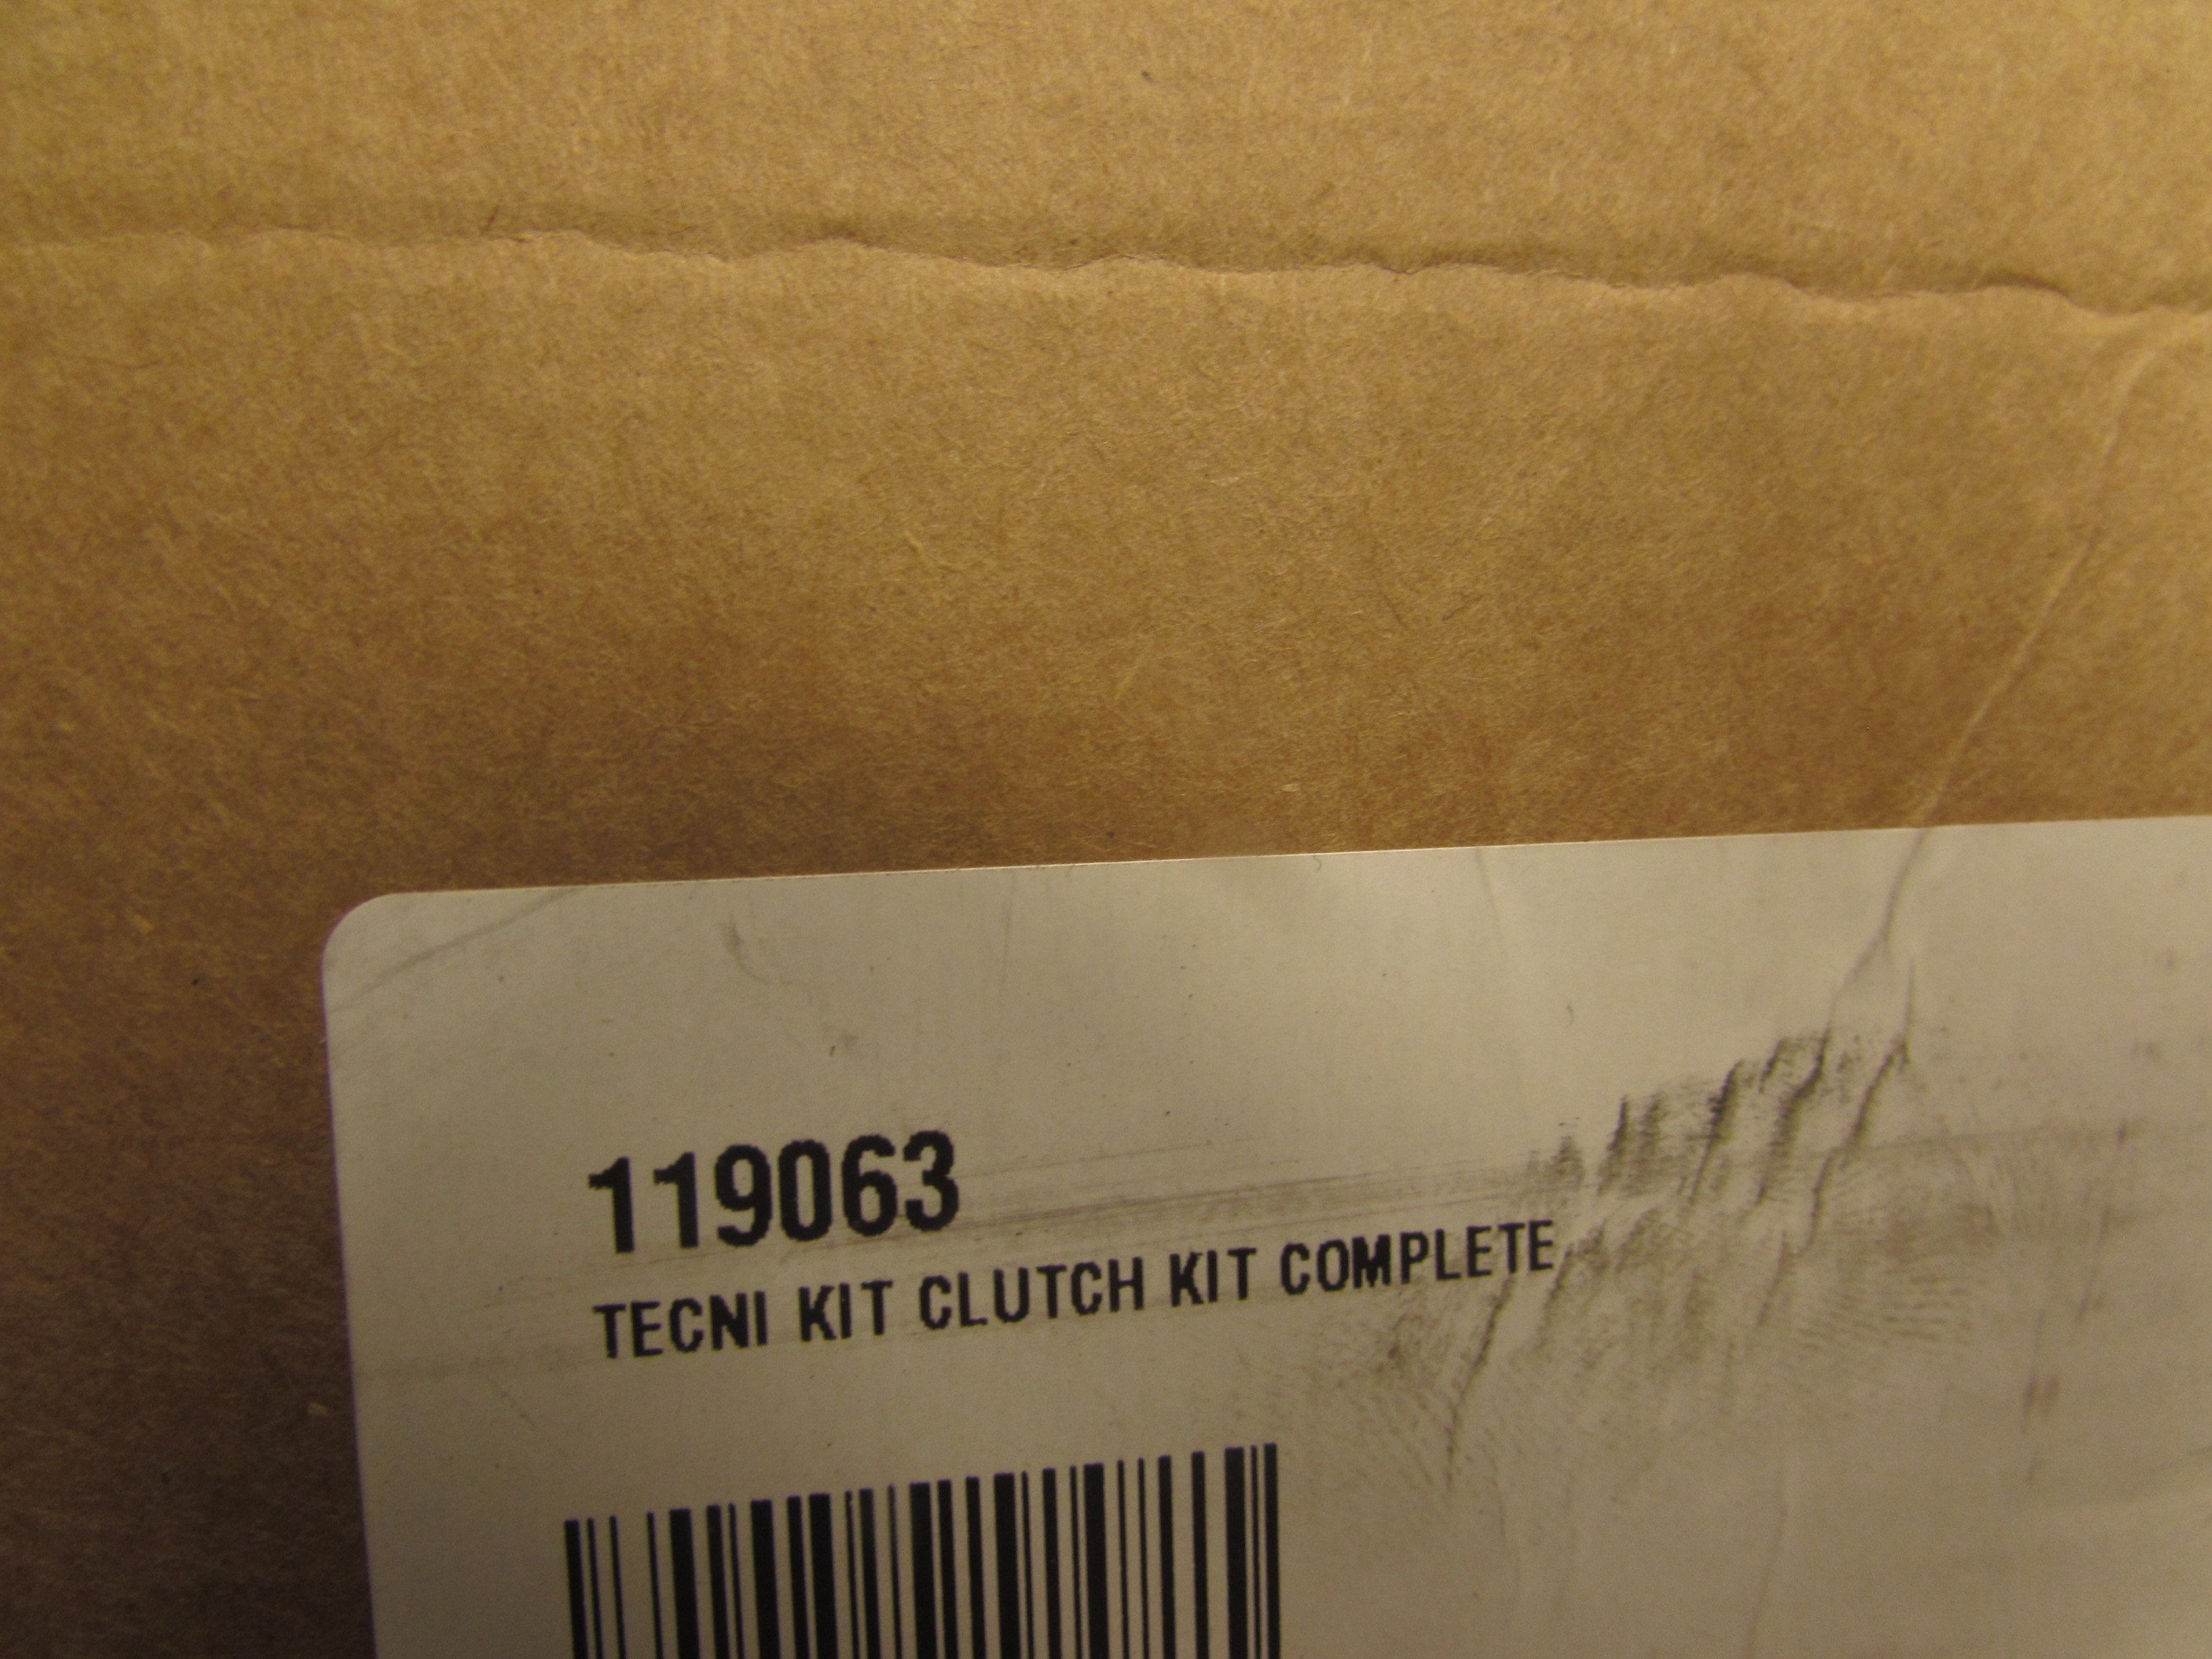 119063
TECNI KIT CLUTCH KIT COMPLETE